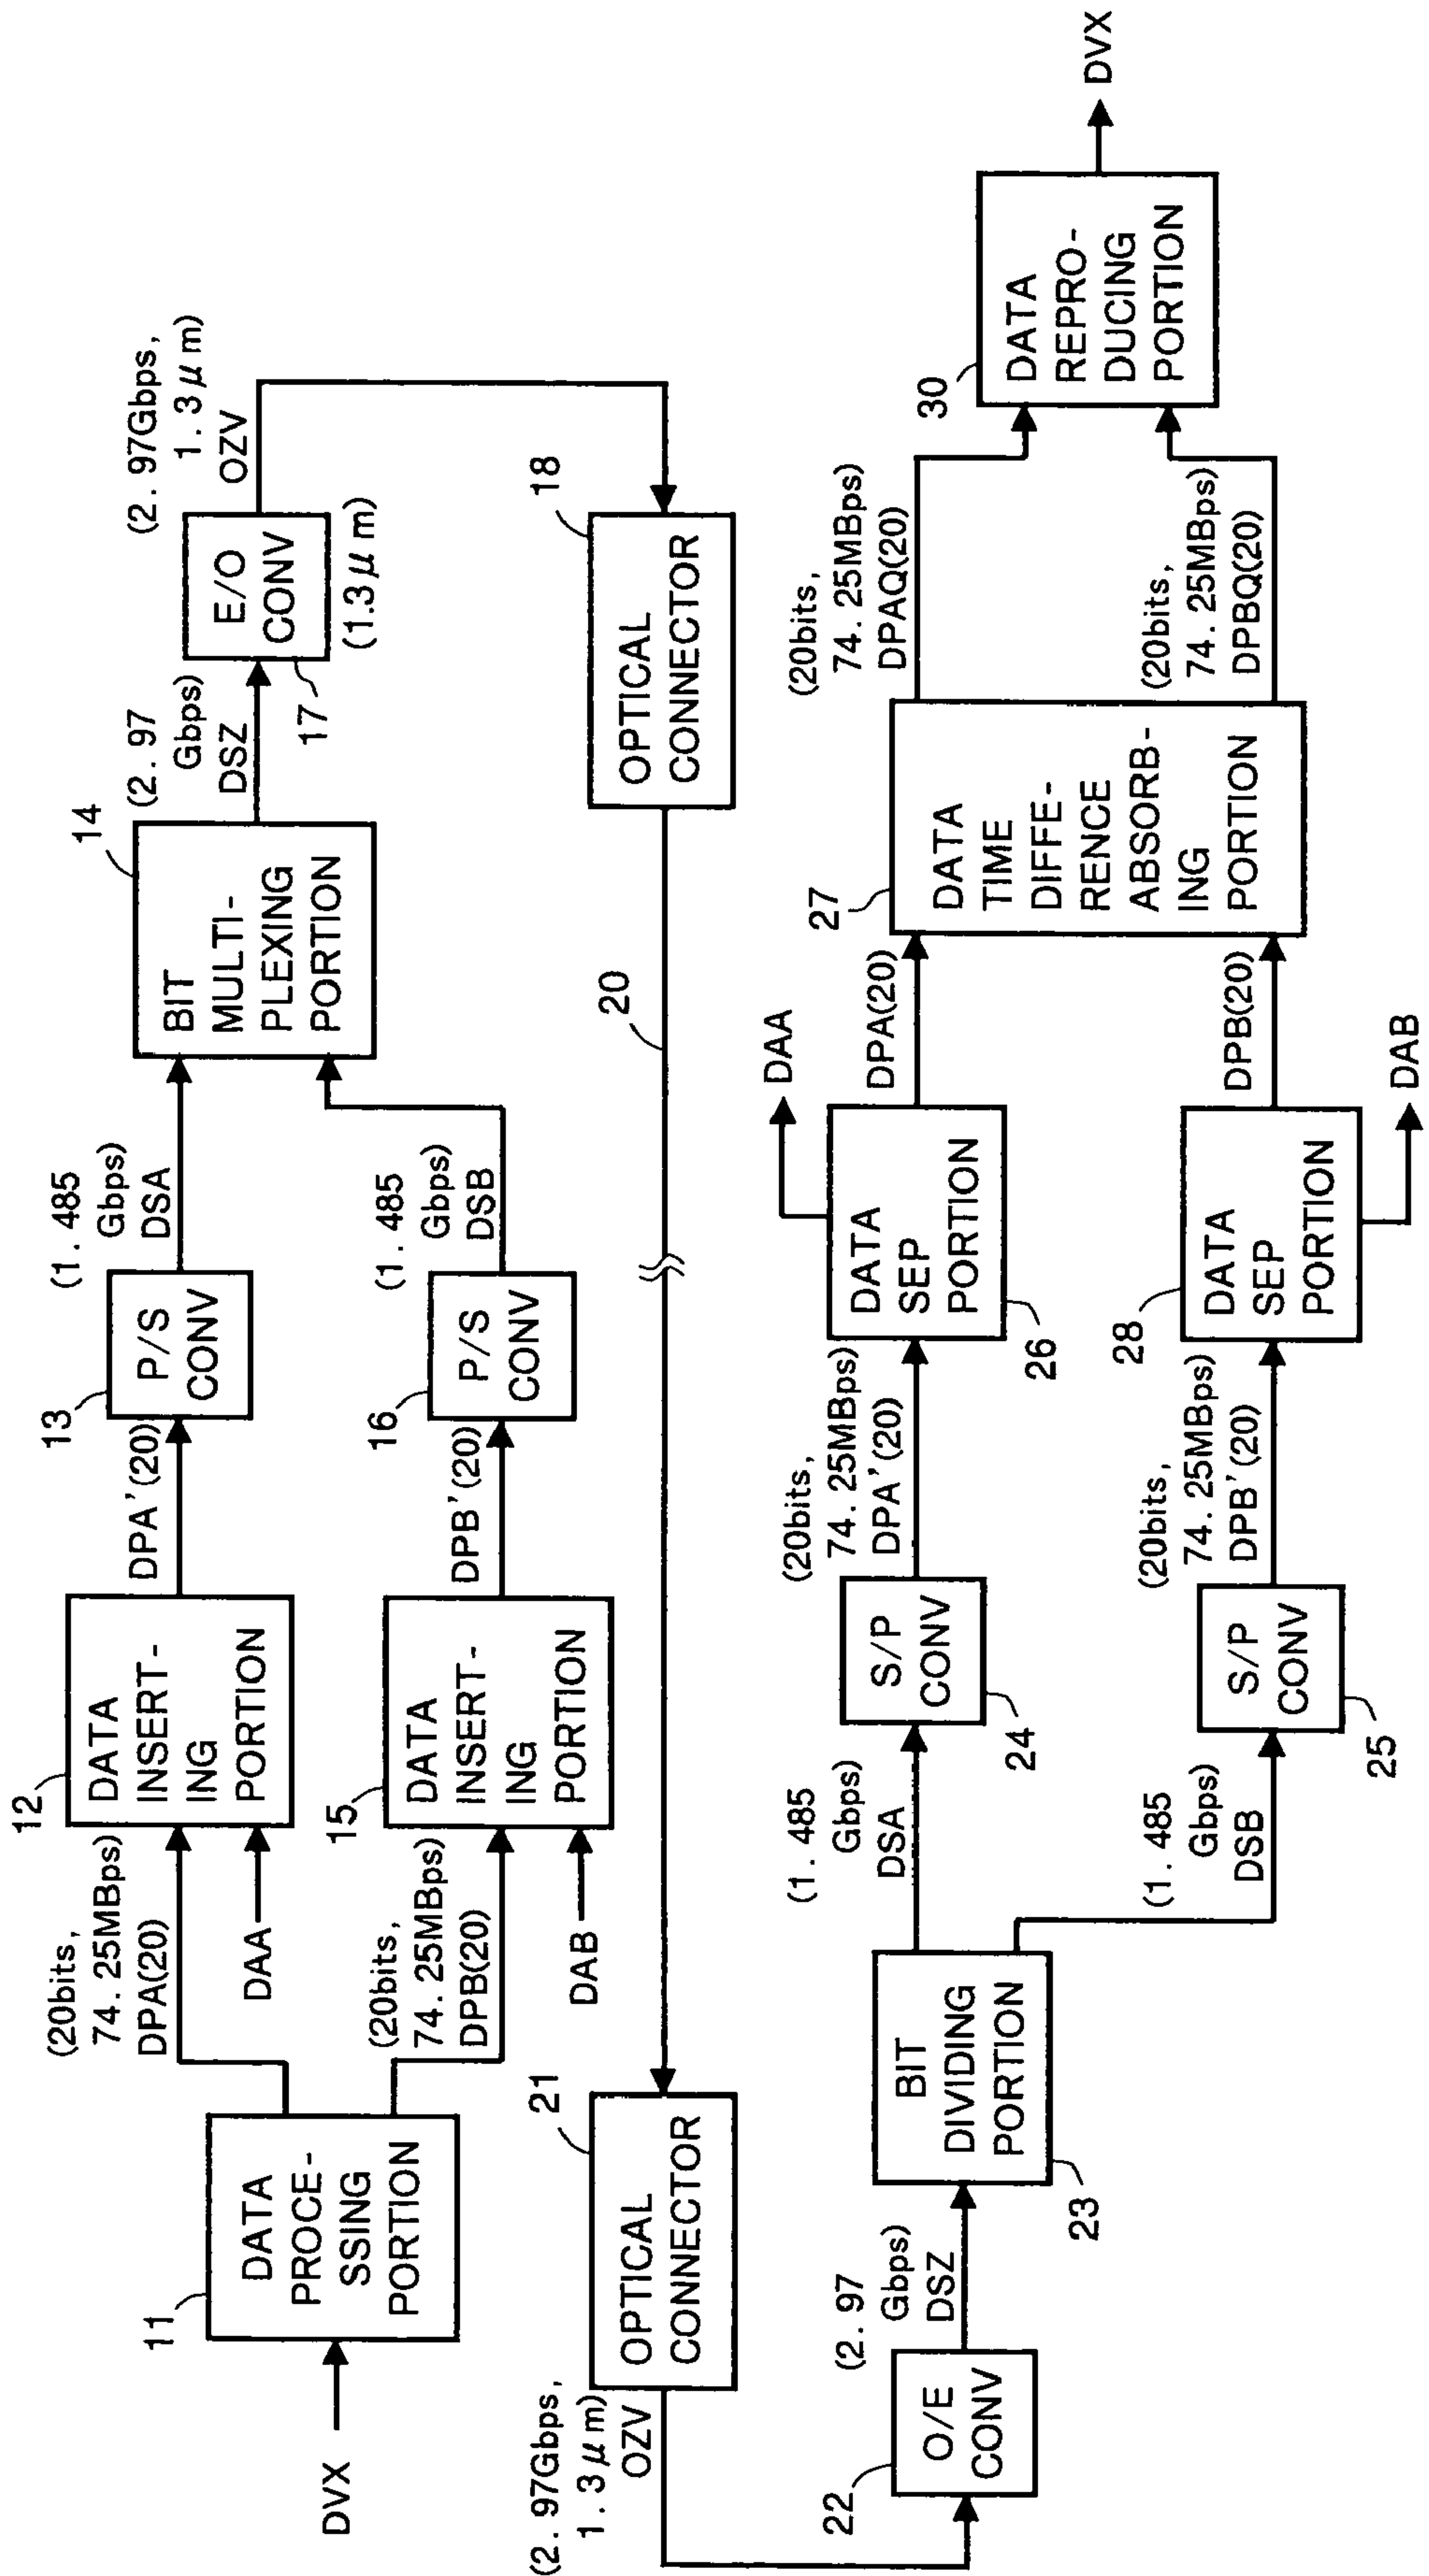 DVX
11
DATA
PROCE-
SSING
PORTION
(20bits,
74. 25MBps)
DPA(20)
DAA
12
DATA
INSERT-
ING
PORTION
DPA'(20)
13
P/S
CONV
(1. 485
Gbps)
DSA
(20bits,
74. 25MBps)
DPB(20)
DAB
15
DATA
INSERT-
ING
PORTION
DPB'(20)
16
P/S
CONV
(1. 485
Gbps)
DSB
14
BIT
MULTI-
PLEXING
PORTION
(2. 97
Gbps)
DSZ
17
E/O
CONV
(1.3μm)
(2. 97Gbps,
1. 3μm)
OZV
18
OPTICAL
CONNECTOR
20
21
OPTICAL
CONNECTOR
(2. 97Gbps,
1. 3μm)
OZV
22
O/E
CONV
(2. 97
Gbps)
DSZ
23
BIT
DIVIDING
PORTION
(1. 485
Gbps)
DSA
24
S/P
CONV
(20bits,
74. 25MBps)
DPA'(20)
26
DATA
SEP
PORTION
DAA
DPA(20)
(1. 485
Gbps)
DSB
25
S/P
CONV
(20bits,
74. 25MBps)
DPB'(20)
28
DATA
SEP
PORTION
DAB
DPB(20)
27
DATA
TIME
DIFFE-
RENCE
ABSORB-
ING
PORTION
(20bits,
74. 25MBps)
DPAQ(20)
(20bits,
74. 25MBps)
DPBQ(20)
30
DATA
REPRO-
DUCING
PORTION
DVX